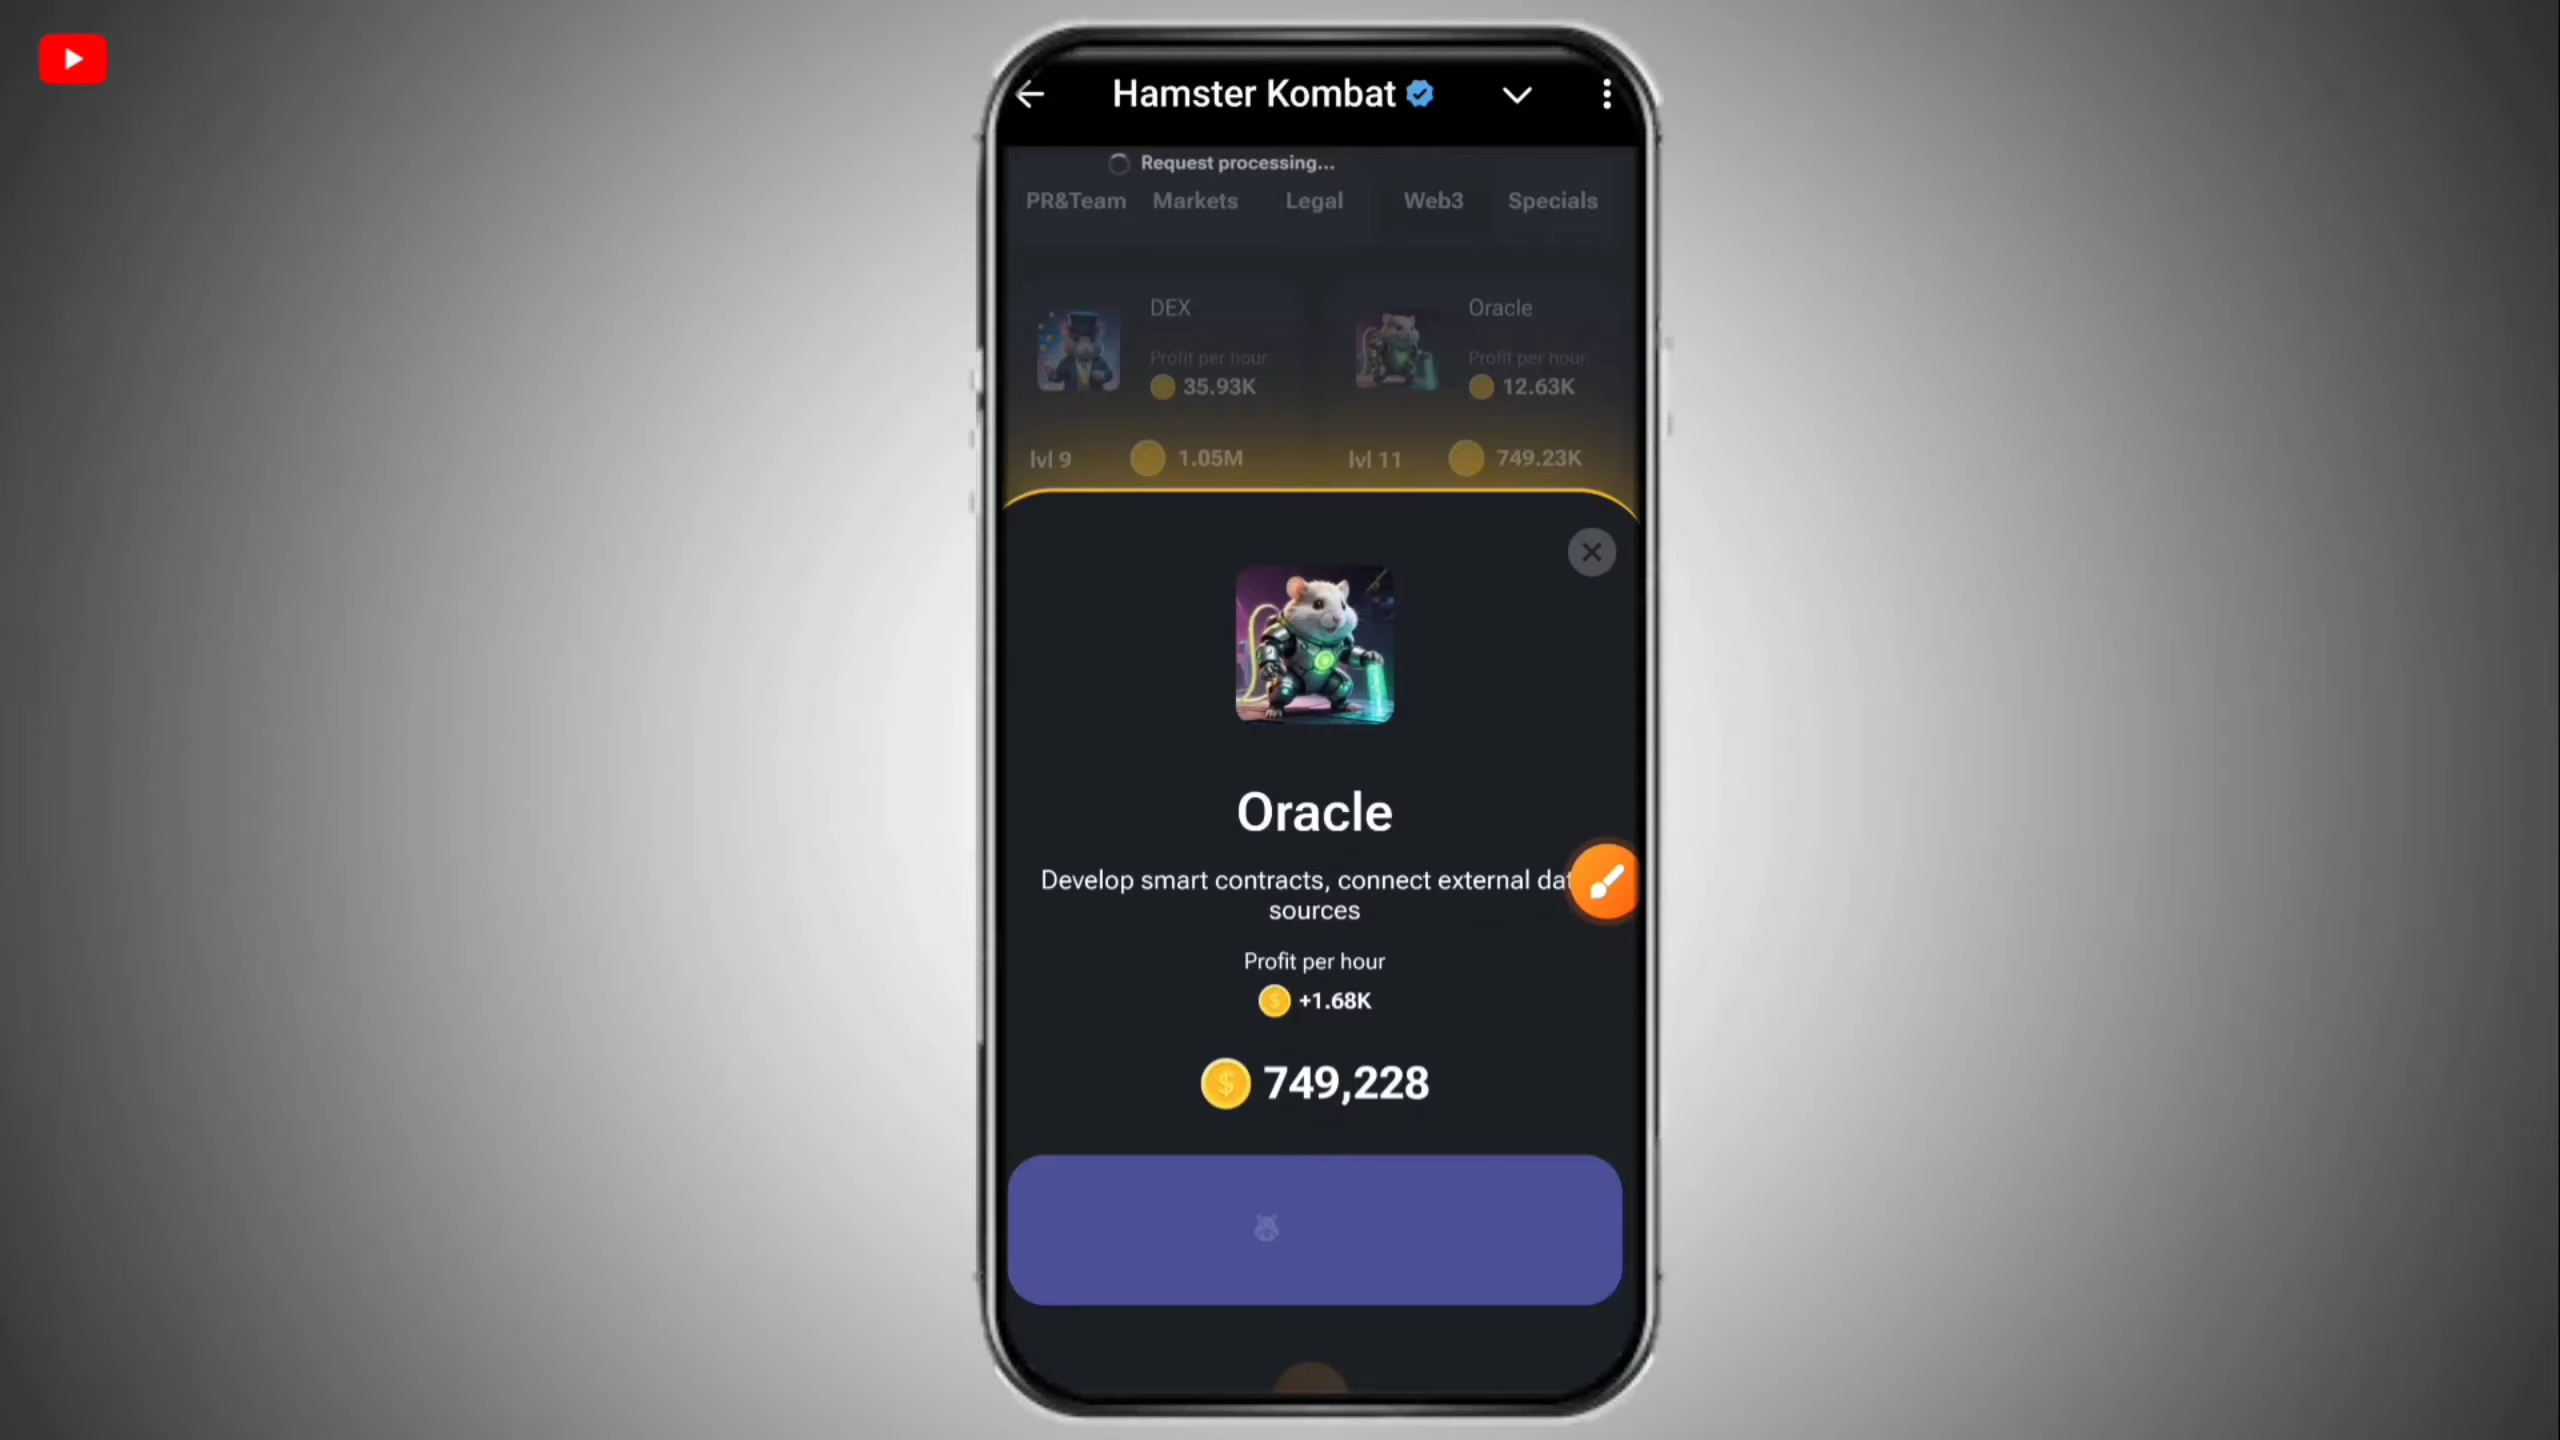 Hamster Kombat
Request processing...
PR&Team Markets Legal Web3 Specials
DEX
Profit per hour
35.93K
lvl 9 1.05M
Oracle
Profit per hour
12.63K
lvl 11 749.23K
Oracle
Develop smart contracts, connect external dat
sources
Profit per hour
+1.68K
749,228